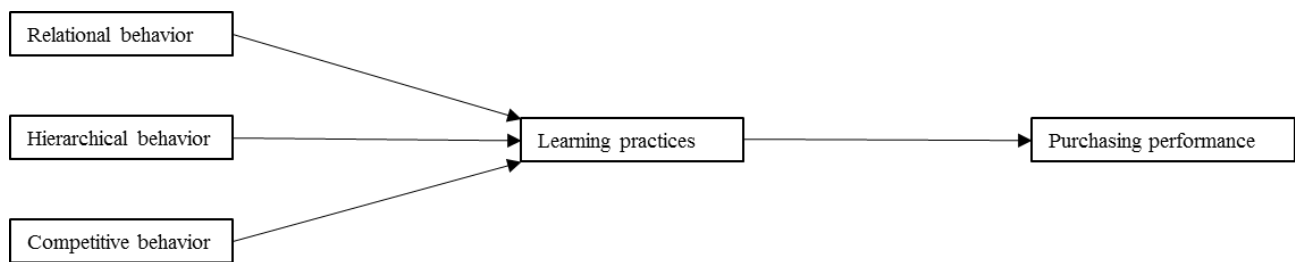 Relational behavior
Hierarchical behavior
Learning practices
Purchasing performance
Competitive behavior